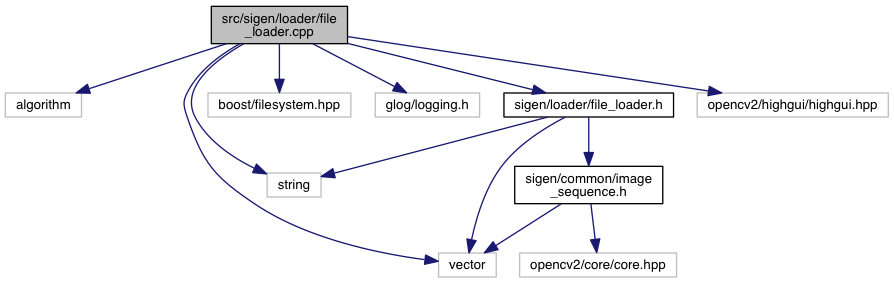 src/sigen/loader/file
_loader.cpp
algorithm
boost/filesystem.hpp
glog/logging.h
sigen/loader/file_loader.h
opencv2/highgui/highgui.hpp
string
sigen/common/image
_sequence.h
vector
opencv2/core/core.hpp